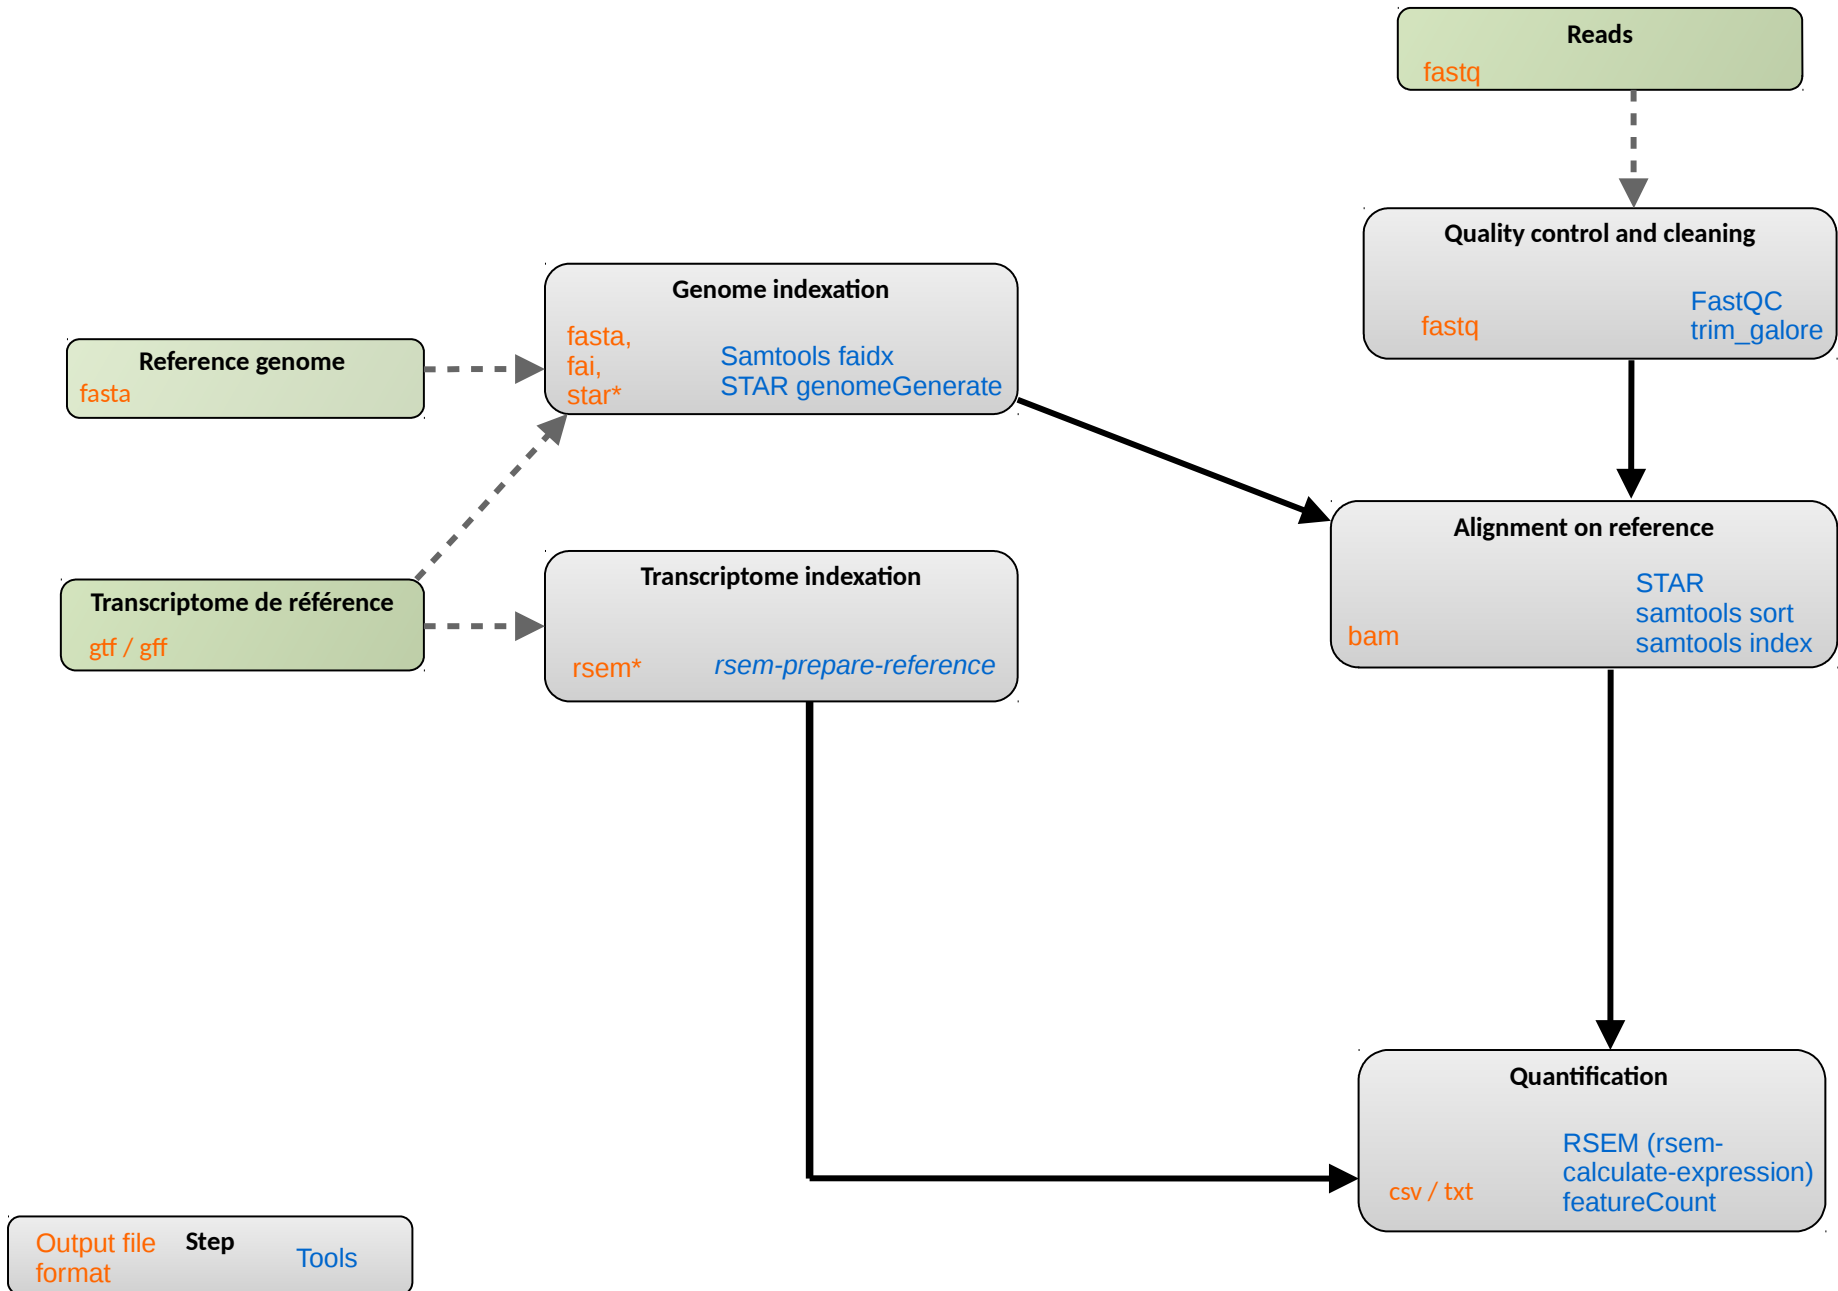 Reads
fastq
Quality control and cleaning
fastq
FastQC
trim_galore
Genome indexation
fasta,
fai,
star*
Samtools faidx
STAR genomeGenerate
Reference genome
fasta
Alignment on reference
bam
STAR
samtools sort
samtools index
Transcriptome indexation
rsem*
rsem-prepare-reference
Transcriptome de référence
gtf / gff
Quantification
csv / txt
RSEM (rsem-
calculate-expression)
featureCount
Output file
format
Step
Tools